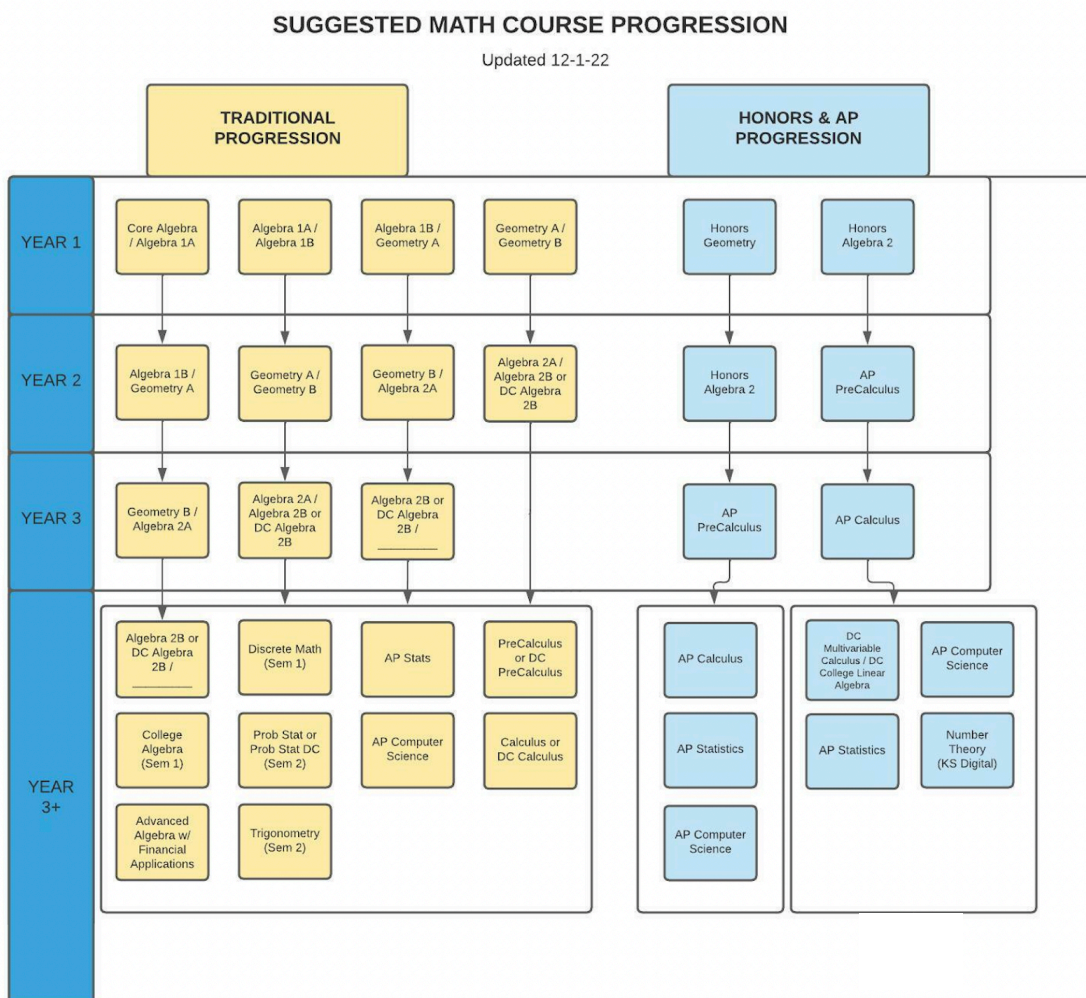 SUGGESTED MATH COURSE PROGRESSION
Updated 12-1-22
TRADITIONAL
PROGRESSION
HONORS & AP
PROGRESSION
YEAR 1
Core Algebra
/ Algebra 1A
Algebra 1A /
Algebra 1B
Algebra 1B /
Geometry A
Geometry A /
Geometry B
Honors
Geometry
Honors
Algebra 2
YEAR 2
Algebra 1B /
Geometry A
Geometry A /
Geometry B
Geometry B /
Algebra 2A
Algebra 2A /
Algebra 2B or
DC Algebra
2B
Honors
Algebra 2
AP
PreCalculus
YEAR 3
Geometry B /
Algebra 2A
Algebra 2A /
Algebra 2B or
DC Algebra
2B
Algebra 2B or
DC Algebra
2B /
__________
AP
PreCalculus
AP Calculus
YEAR
3+
Algebra 2B or
DC Algebra
2B /
__________
Discrete Math
(Sem 1)
AP Stats
PreCalculus
or DC
PreCalculus
AP Calculus
DC
Multivariable
Calculus / DC
College Linear
Algebra
AP Computer
Science
College
Algebra
(Sem 1)
Prob Stat or
Prob Stat DC
(Sem 2)
AP Computer
Science
Calculus or
DC Calculus
AP Statistics
AP Statistics
Number
Theory
(KS Digital)
Advanced
Algebra w/
Financial
Applications
Trigonometry
(Sem 2)
AP Computer
Science